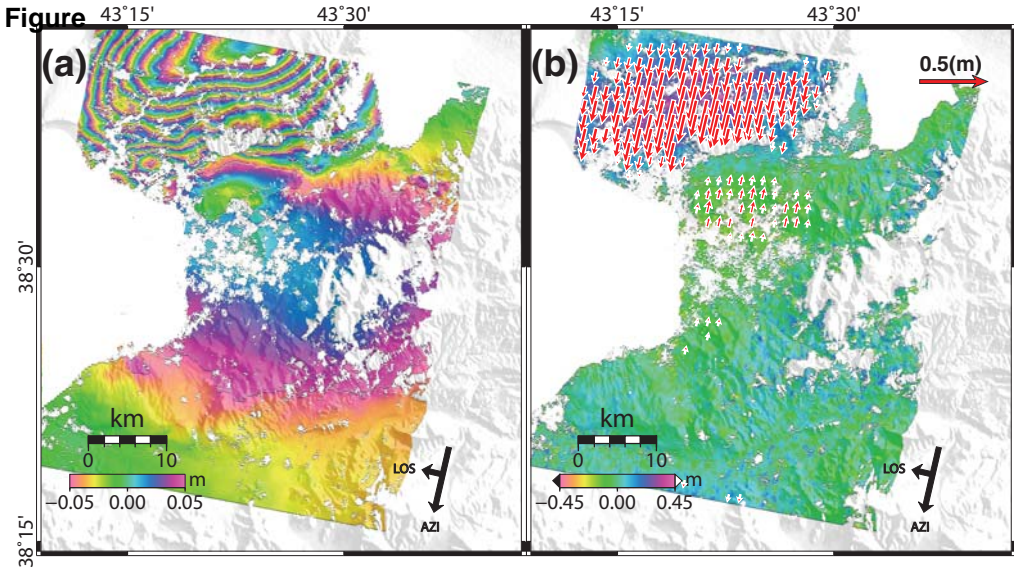 Figure
43°15' 43°30' 43°15' 43°30'
(a) (b) 0.5(m)
38°30'
km km
0 10 0 10
LOS LOS
m m
−0.05 0.00 0.05 −0.45 0.00 0.45
AZI AZI
38°15'